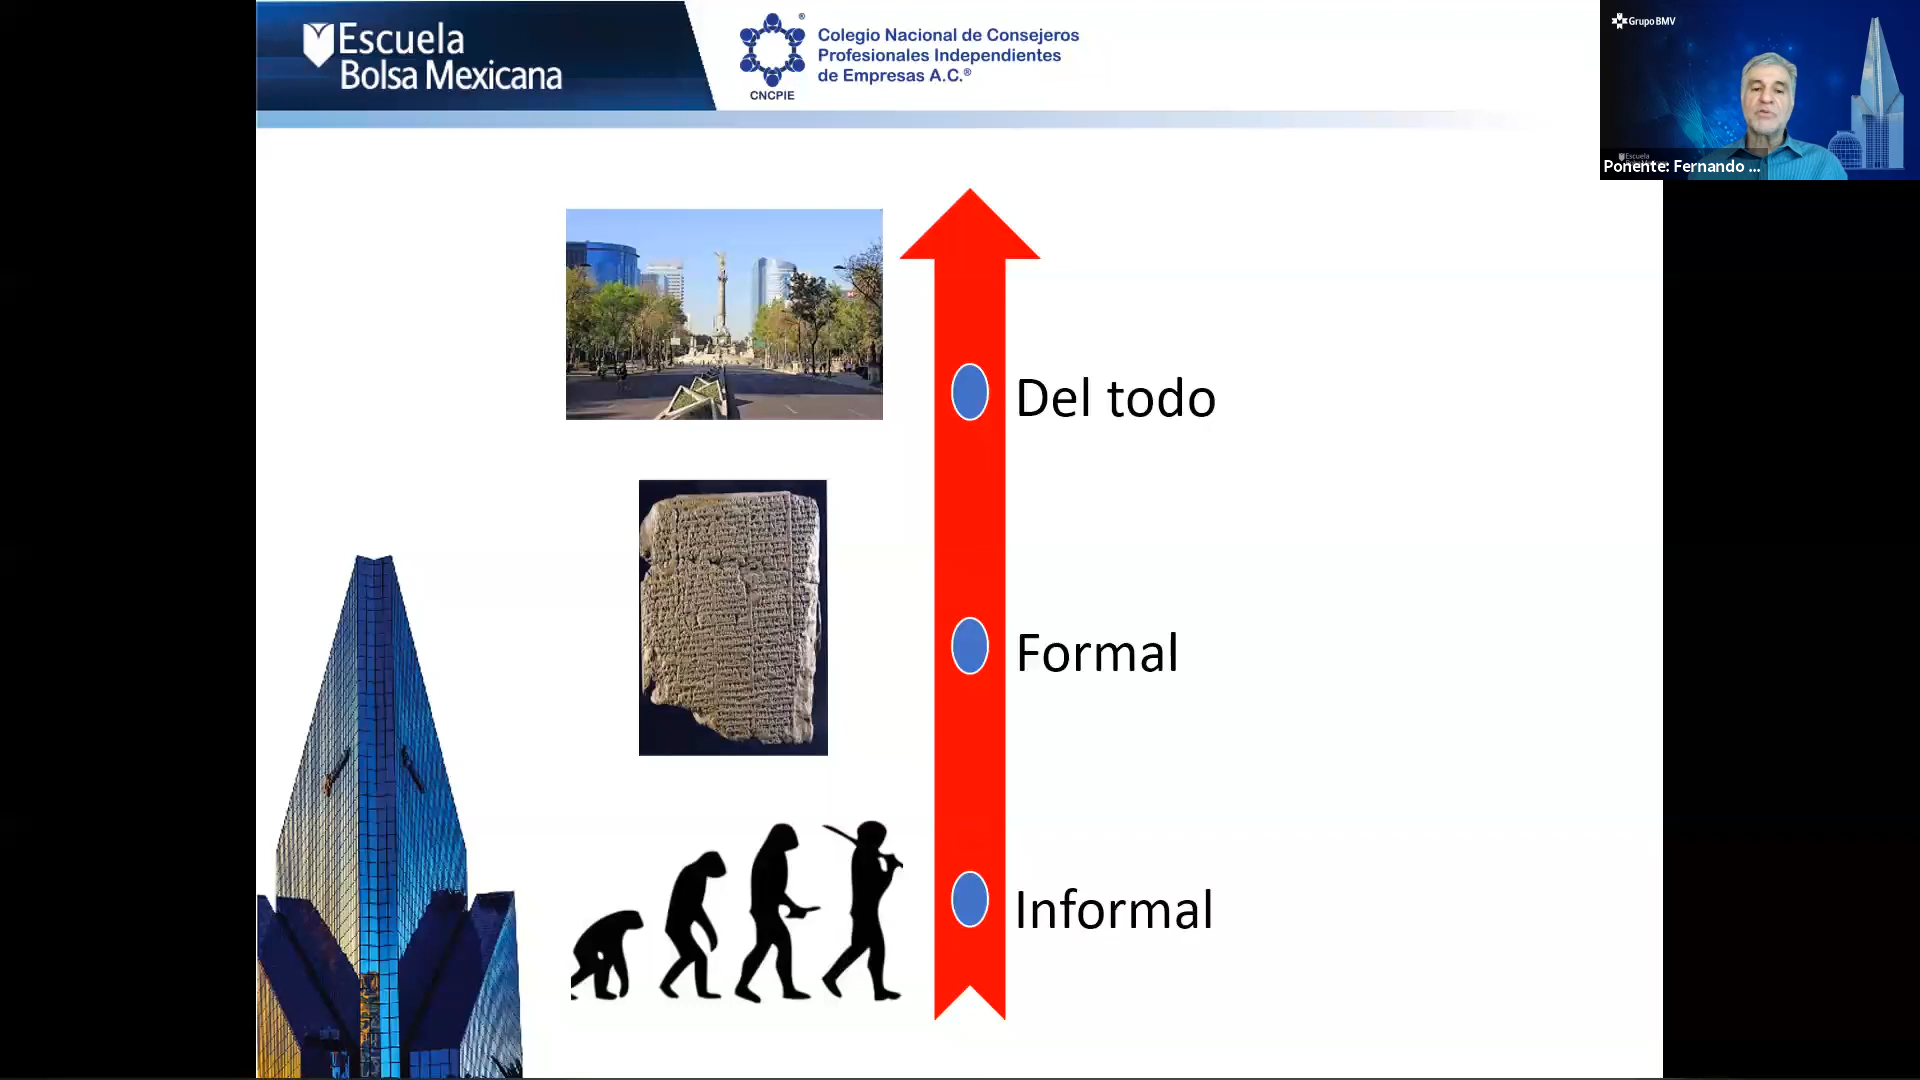 Escuela
Bolsa Mexicana
Colegio Nacional de Consejeros
Profesionales Independientes
de Empresas A.C.®
®
CNCPIE
Grupo BMV
Escuela
Ponente: Fernando ...
Del todo
Formal
Informal